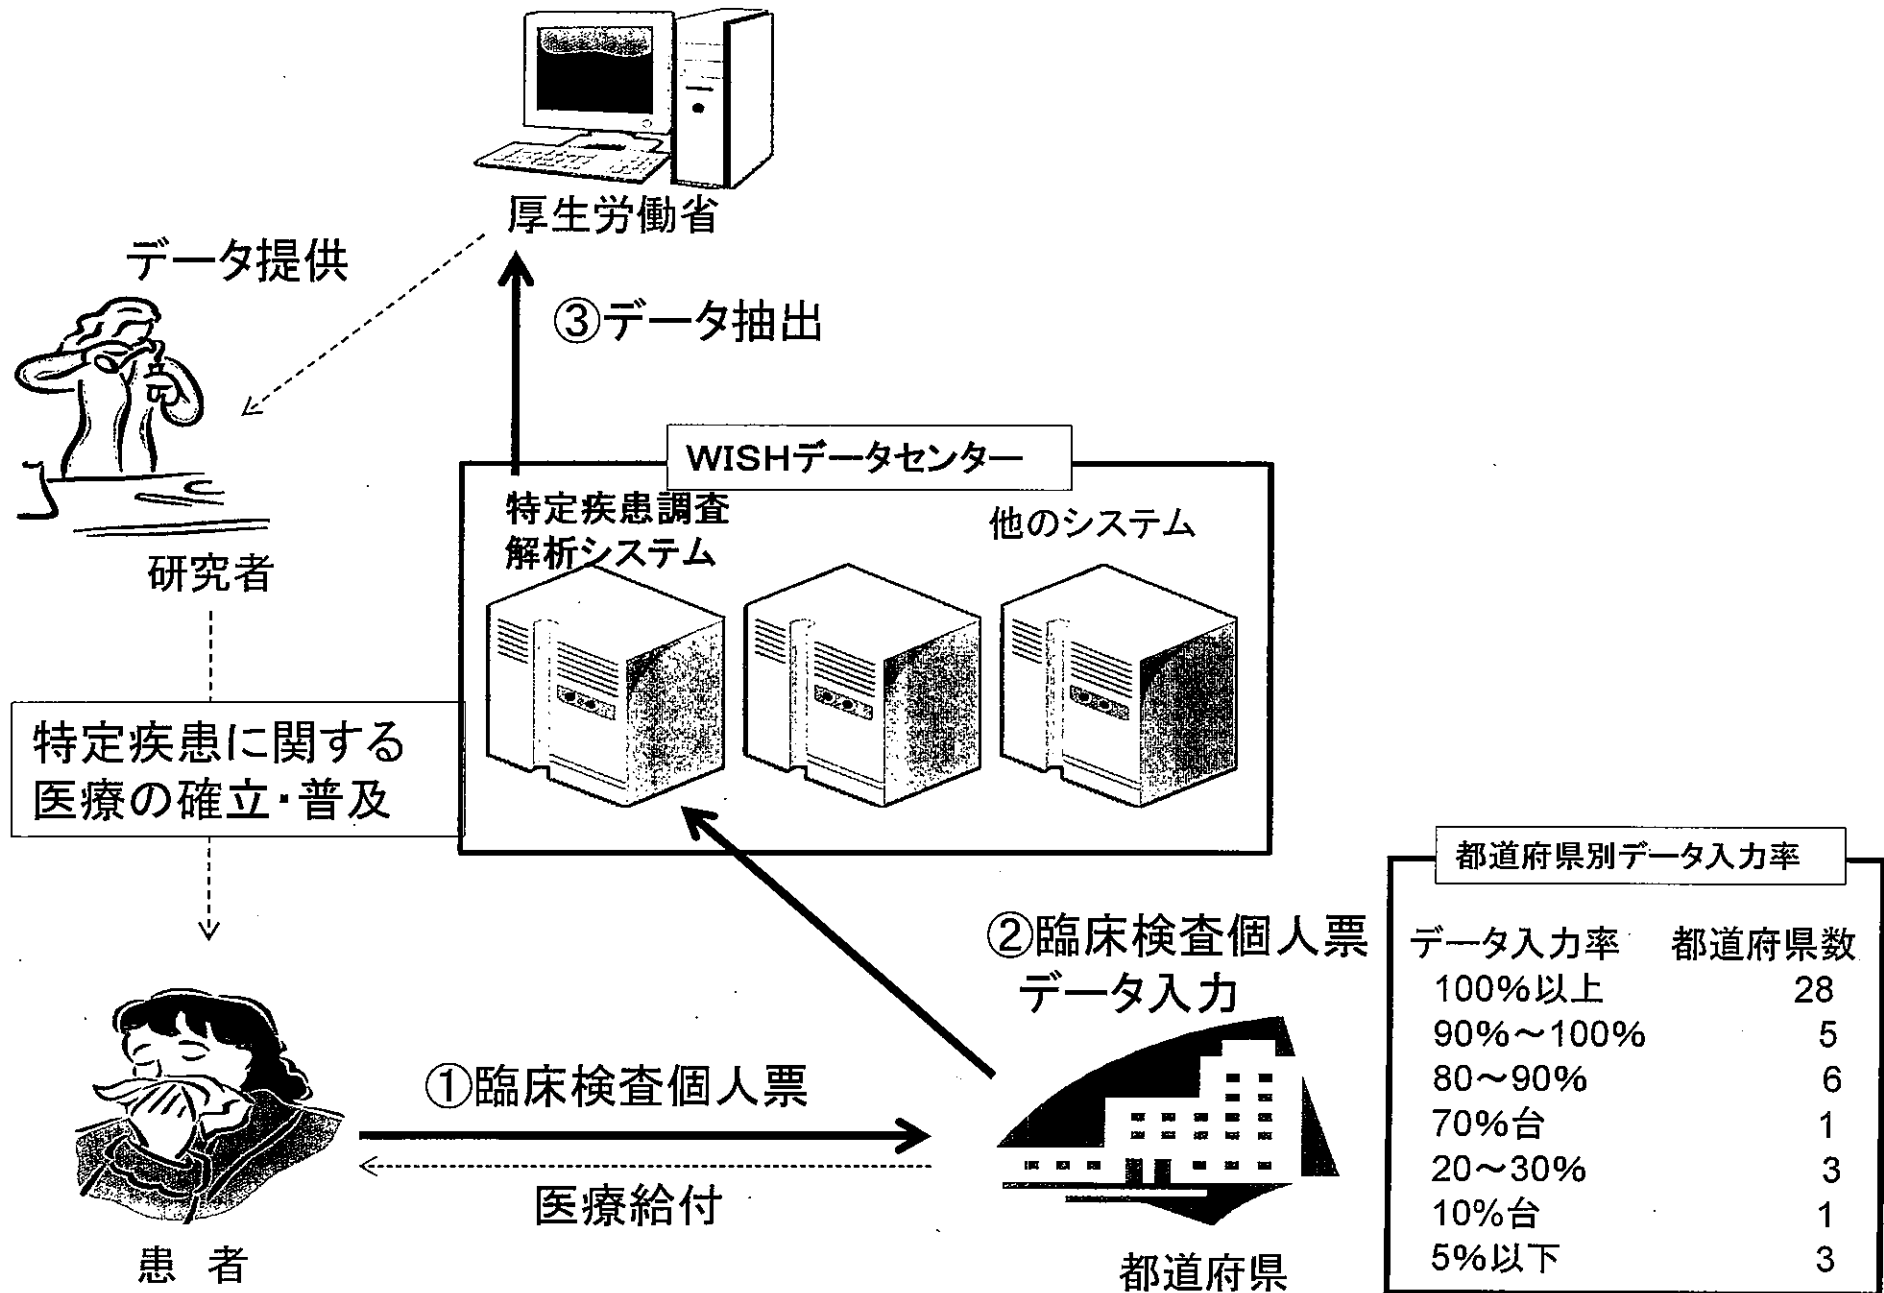 厚生労働省
データ提供
③データ抽出
研究者
WISHデータセンター
特定疾患調査
解析システム
他のシステム
特定疾患に関する
医療の確立・普及
①臨床検査個人票
医療給付
患 者
②臨床検査個人票
データ入力
都道府県
都道府県別データ入力率
データ入力率 都道府県数
100%以上 28
90%～100% 5
80～90% 6
70%台 1
20～30% 3
10%台 1
5%以下 3